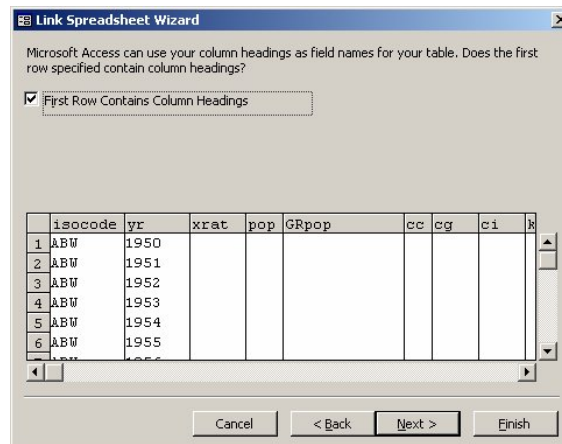 Link Spreadsheet Wizard
Microsoft Access can use your column headings as field names for your table. Does the first
row specified contain column headings?
First Row Contains Column Headings
isocode yr xrat pop GRpop cc cg ci k
1 ABW 1950
2 ABW 1951
3 ABW 1952
4 ABW 1953
5 ABW 1954
6 ABW 1955
Cancel < Back Next > Finish